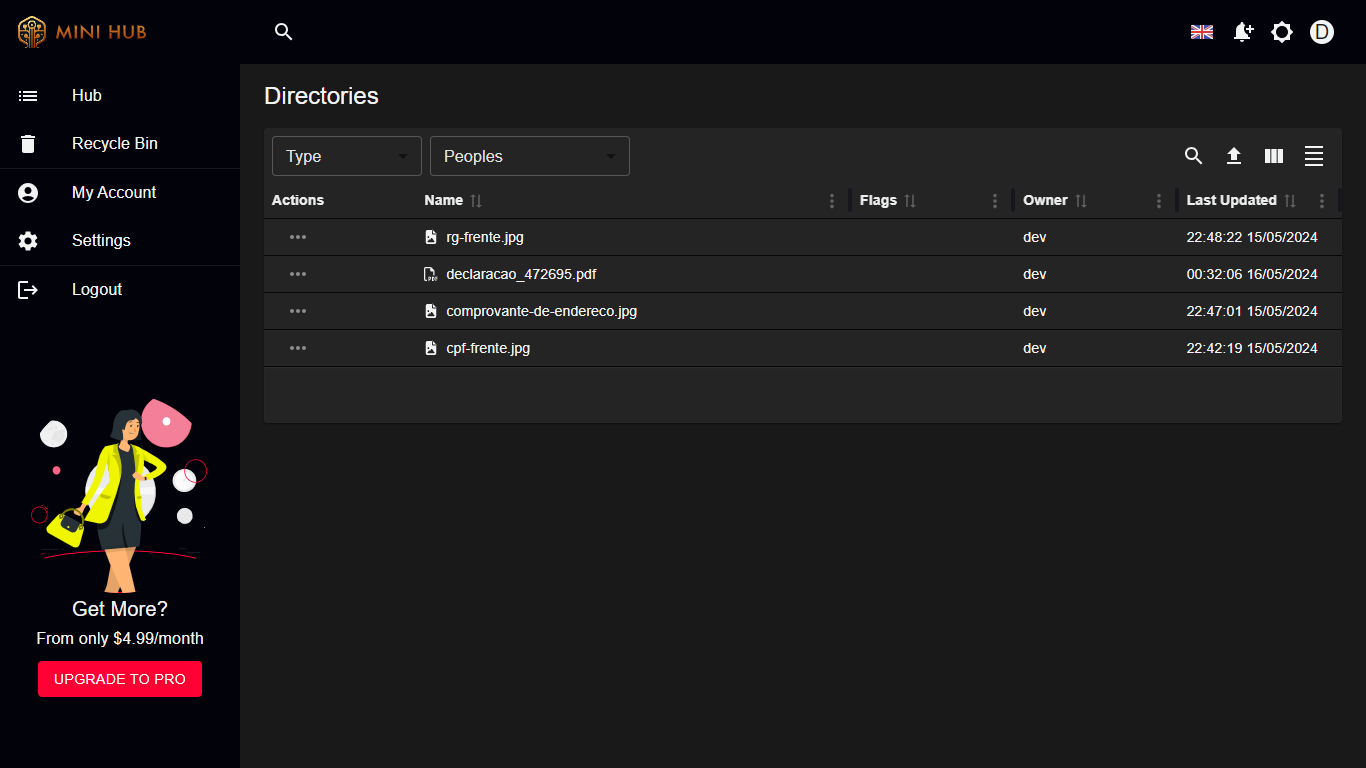 MINI HUB
D
Hub
Recycle Bin
My Account
Settings
Logout
Get More?
From only $4.99/month
UPGRADE TO PRO
Directories
Type
Peoples
Actions Name Flags Owner Last Updated
rg-frente.jpg dev 22:48:22 15/05/2024
PDF declaracao_472695.pdf dev 00:32:06 16/05/2024
comprovante-de-endereco.jpg dev 22:47:01 15/05/2024
cpf-frente.jpg dev 22:42:19 15/05/2024